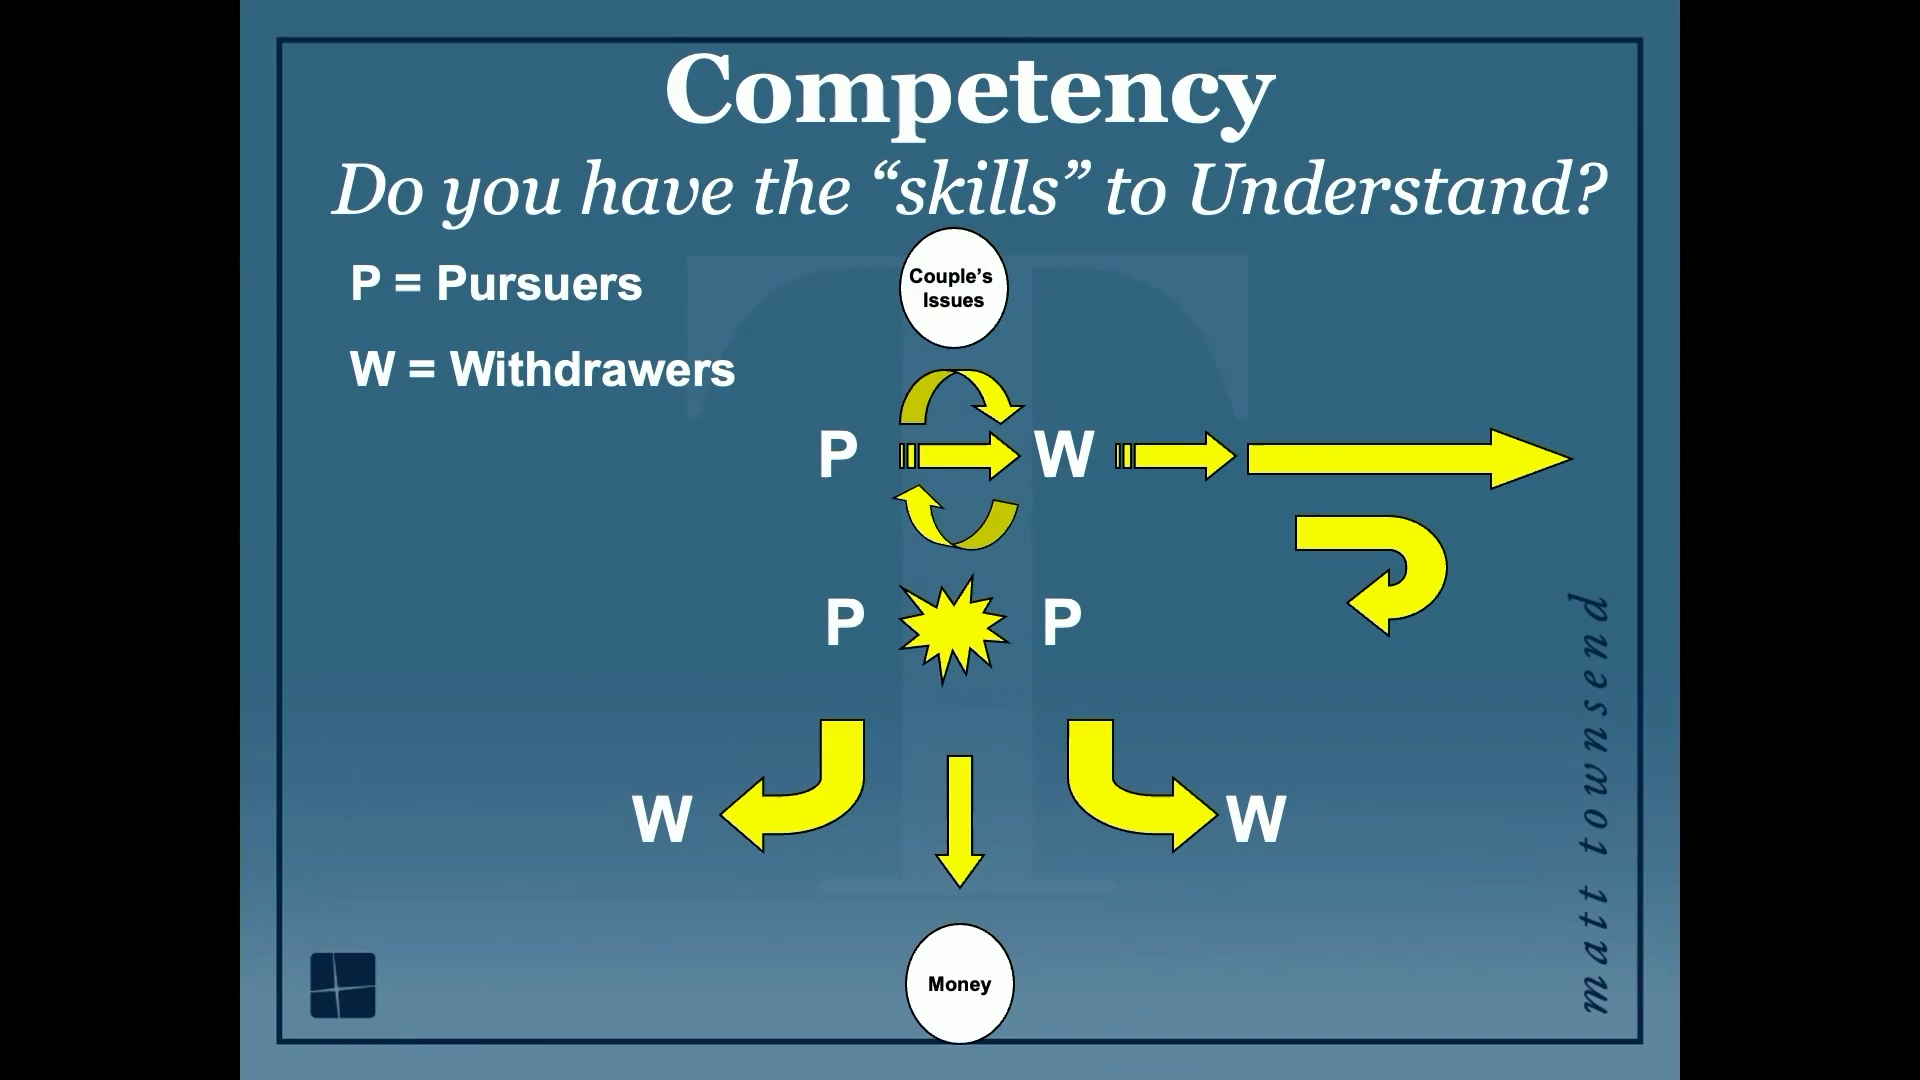 Competency
Do you have the “skills” to Understand?
P = Pursuers
W = Withdrawers
Couple’s
Issues
P W
P P
W W
Money
matt townsend